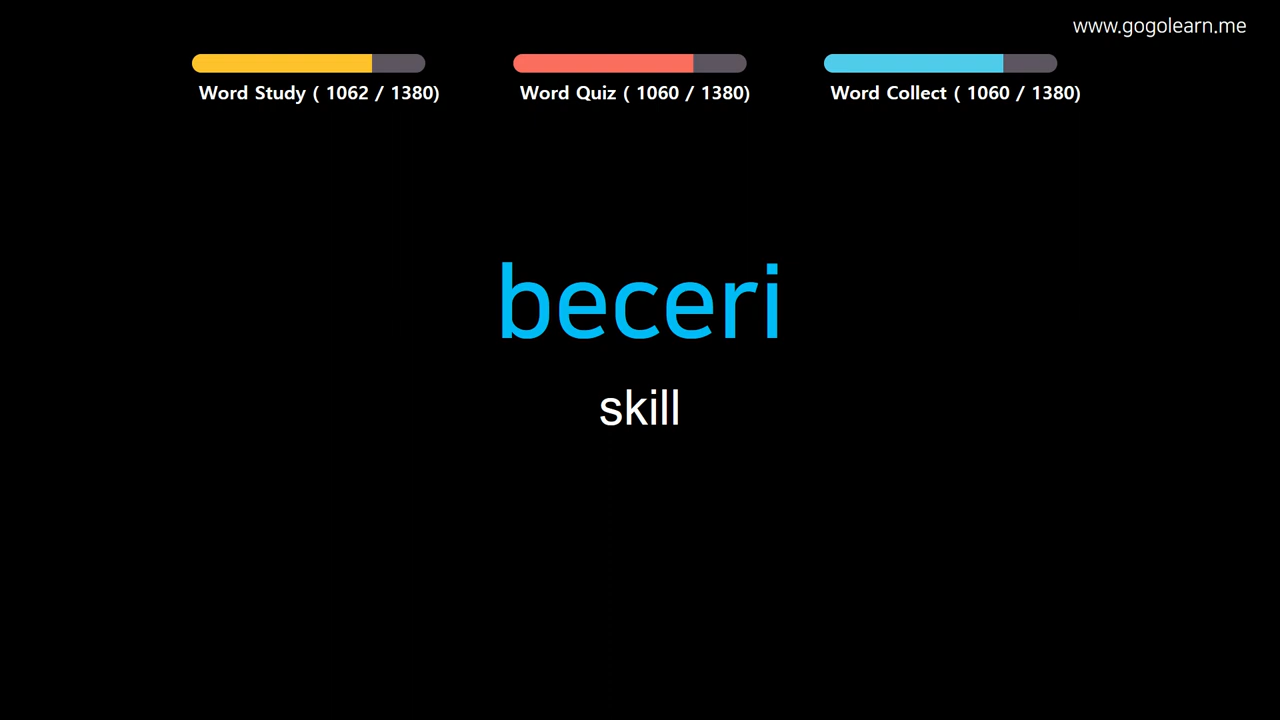 www.gogolearn.me
Word Study ( 1062 / 1380)
Word Quiz ( 1060 / 1380)
Word Collect ( 1060 / 1380)
beceri
skill